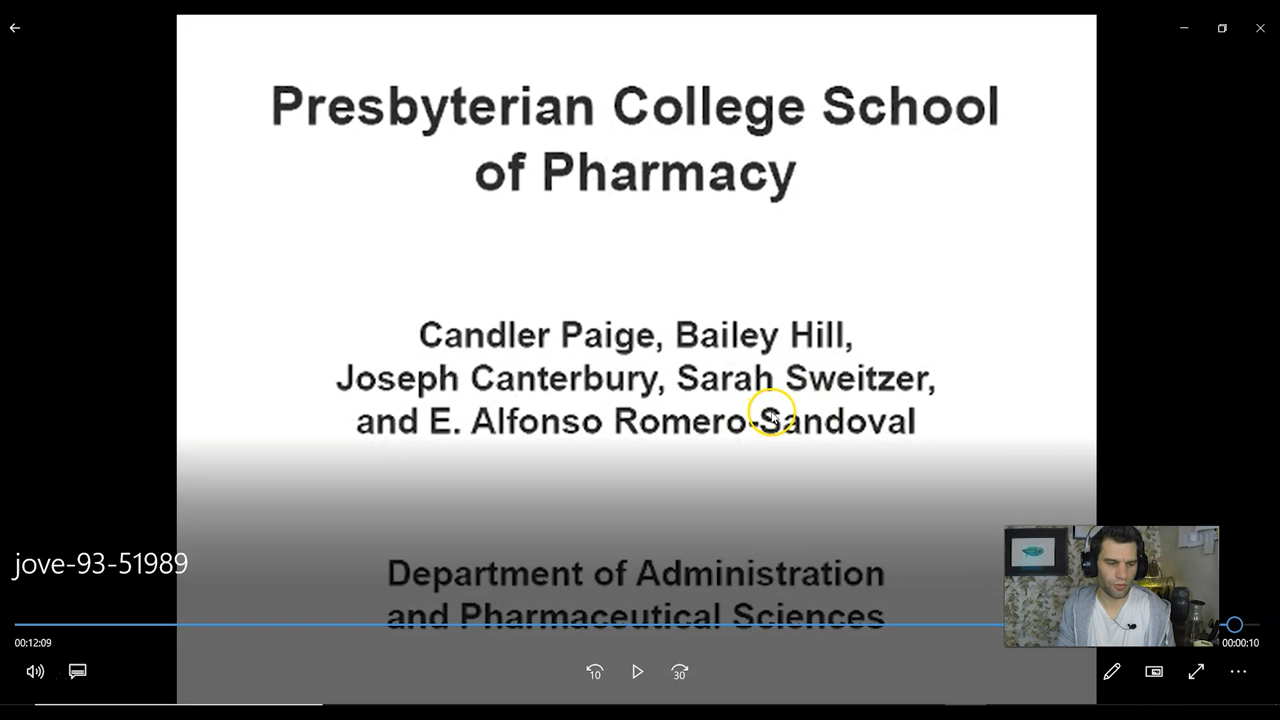 Presbyterian College School
of Pharmacy
Candler Paige, Bailey Hill,
Joseph Canterbury, Sarah Sweitzer,
and E. Alfonso Romero-Sandoval
jove-93-51989
Department of Administration
and Pharmaceutical Sciences
00:12:09
00:00:10
10
30